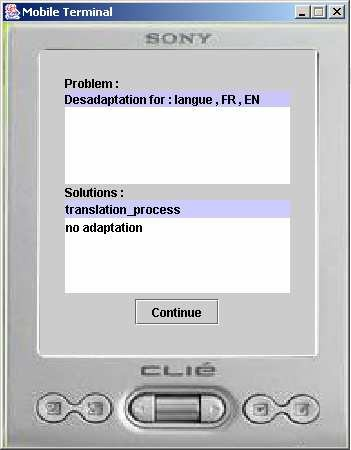 Mobile Terminal
SONY
Problem :
Desadaptation for : langue , FR , EN
Solutions :
translation_process
no adaptation
Continue
CLIÉ